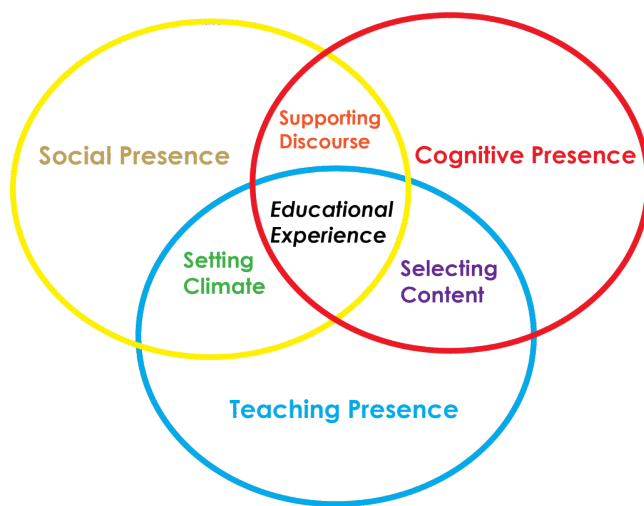 Supporting
Discourse
Social Presence
Cognitive Presence
Educational
Experience
Setting
Climate
Selecting
Content
Teaching Presence